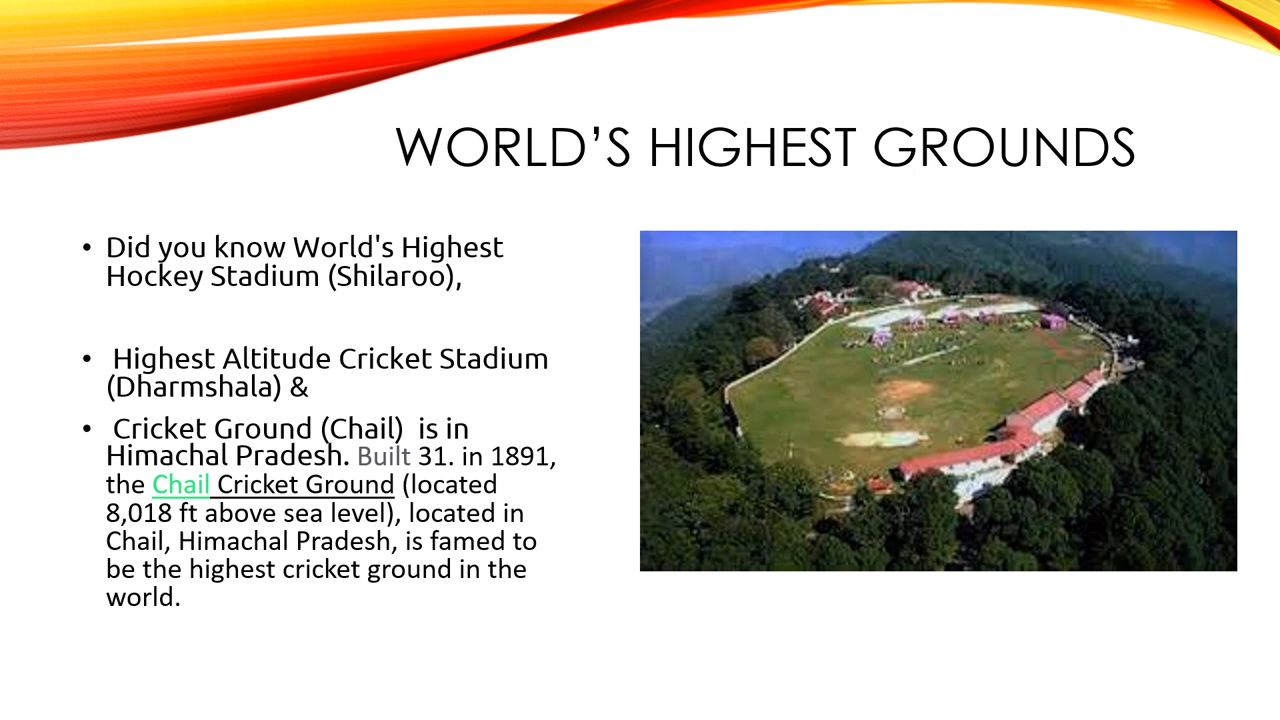 WORLD’S HIGHEST GROUNDS
• Did you know World's Highest
Hockey Stadium (Shilaroo),
• Highest Altitude Cricket Stadium
(Dharmshala) &
• Cricket Ground (Chail)  is in
Himachal Pradesh. Built 31. in 1891,
the Chail Cricket Ground (located
8,018 ft above sea level), located in
Chail, Himachal Pradesh, is famed to
be the highest cricket ground in the
world.